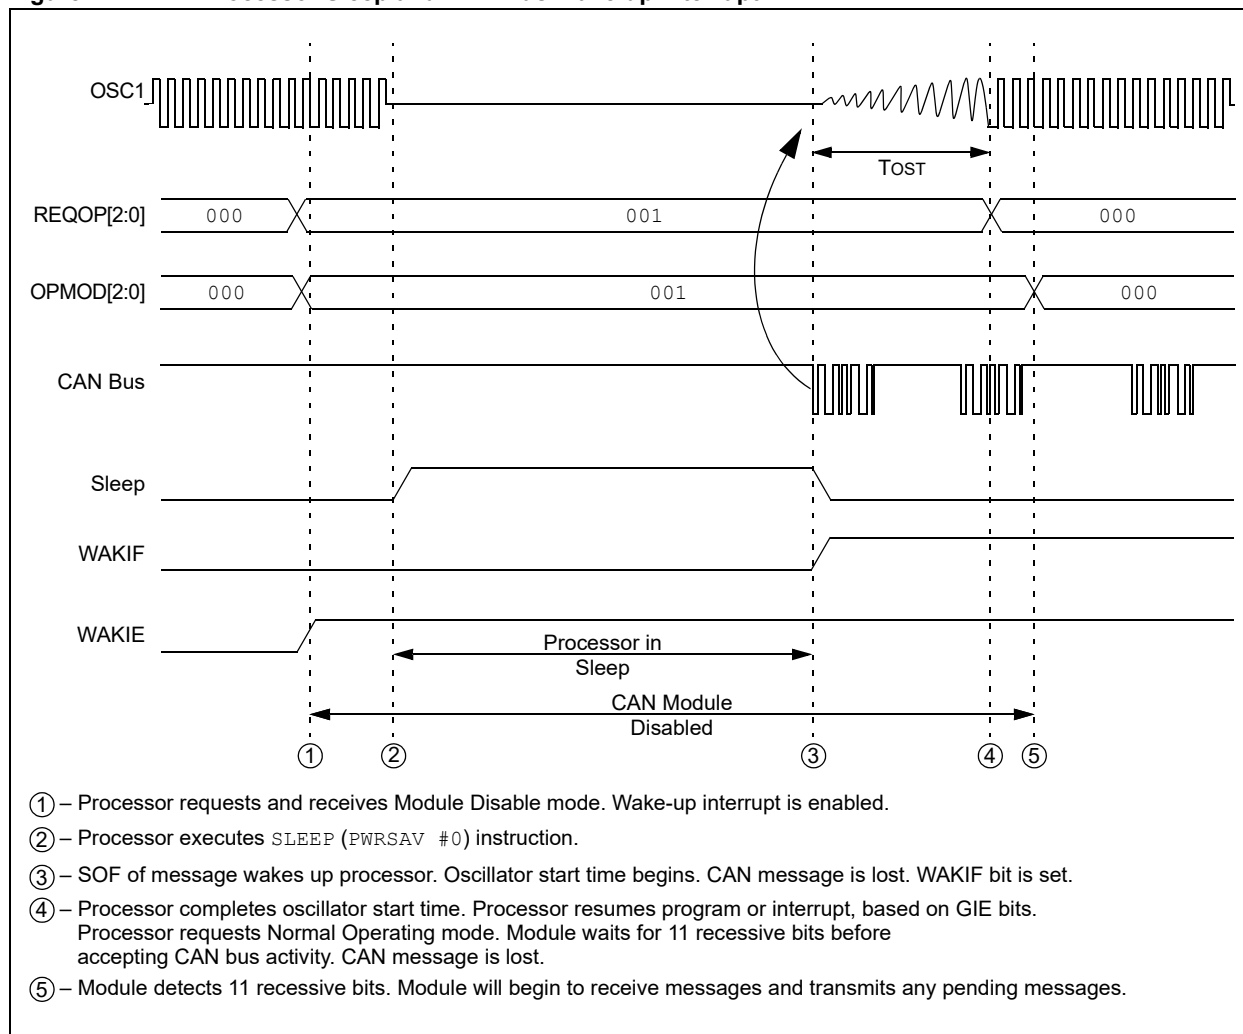 OSC1
TOST
REQOP[2:0] 000 001 000
OPMOD[2:0] 000 001 000
CAN Bus
Sleep
WAKIF
WAKIE
Processor in
Sleep
CAN Module
Disabled
1 2 3 4 5
1 – Processor requests and receives Module Disable mode. Wake-up interrupt is enabled.
2 – Processor executes SLEEP (PWRSAV #0) instruction.
3 – SOF of message wakes up processor. Oscillator start time begins. CAN message is lost. WAKIF bit is set.
4 – Processor completes oscillator start time. Processor resumes program or interrupt, based on GIE bits.
Processor requests Normal Operating mode. Module waits for 11 recessive bits before
accepting CAN bus activity. CAN message is lost.
5 – Module detects 11 recessive bits. Module will begin to receive messages and transmits any pending messages.